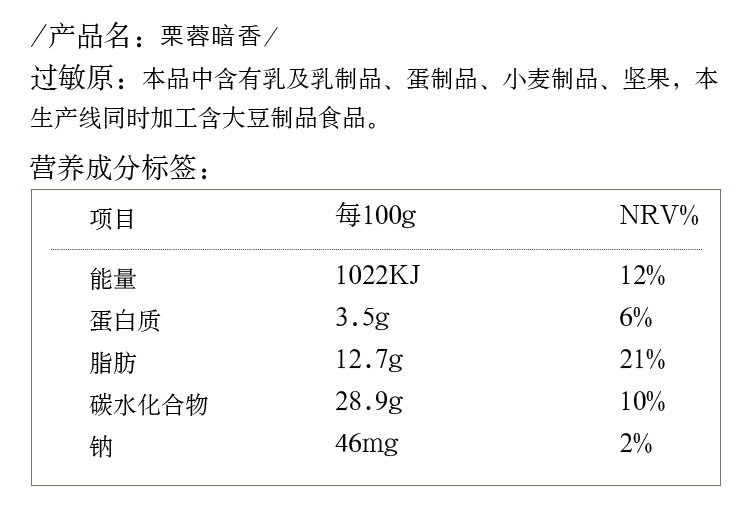 /产品名：栗蓉暗香/
过敏原：本品中含有乳及乳制品、蛋制品、小麦制品、坚果，本
生产线同时加工含大豆制品食品。
营养成分标签：
项目 每100g NRV%
能量 1022KJ 12%
蛋白质 3.5g 6%
脂肪 12.7g 21%
碳水化合物 28.9g 10%
钠 46mg 2%